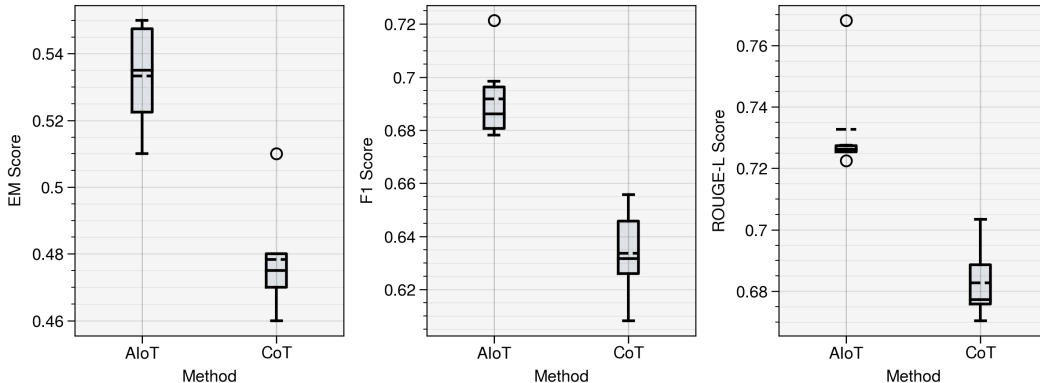 EM Score
0.54
0.52
0.5
0.48
0.46
AIoT
CoT
Method
F1 Score
0.72
0.7
0.68
0.66
0.64
0.62
AIoT
CoT
Method
ROUGE-L Score
0.76
0.74
0.72
0.7
0.68
AIoT
CoT
Method